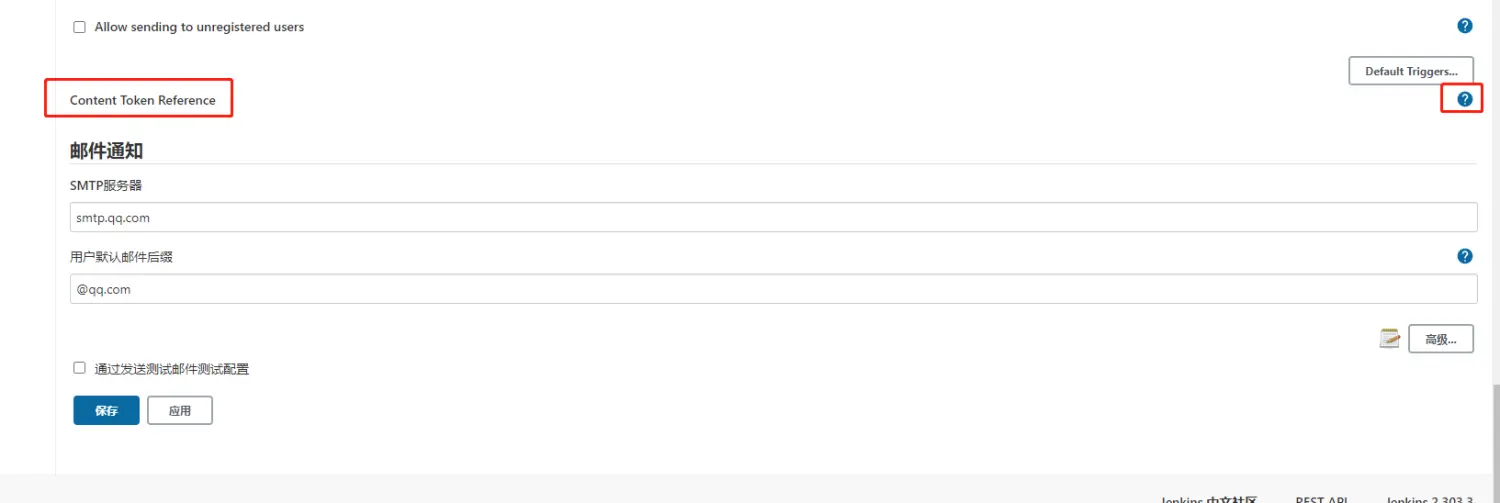 Allow sending to unregistered users
Default Triggers...
Content Token Reference
邮件通知
SMTP服务器
smtp.qq.com
用户默认邮件后缀
@qq.com
高级...
通过发送测试邮件测试配置
保存 应用
Jenkins 中文社区 REST API Jenkins 2.303.3